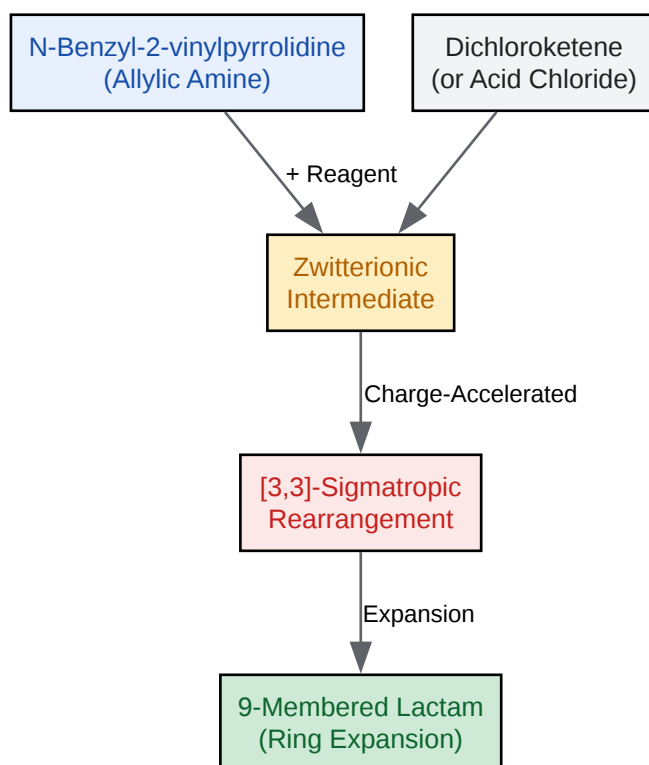 N-Benzyl-2-vinylpyrrolidine
(Allylic Amine)
Dichloroketene
(or Acid Chloride)
+ Reagent
Zwitterionic
Intermediate
Charge-Accelerated
[3,3]-Sigmatropic
Rearrangement
Expansion
9-Membered Lactam
(Ring Expansion)